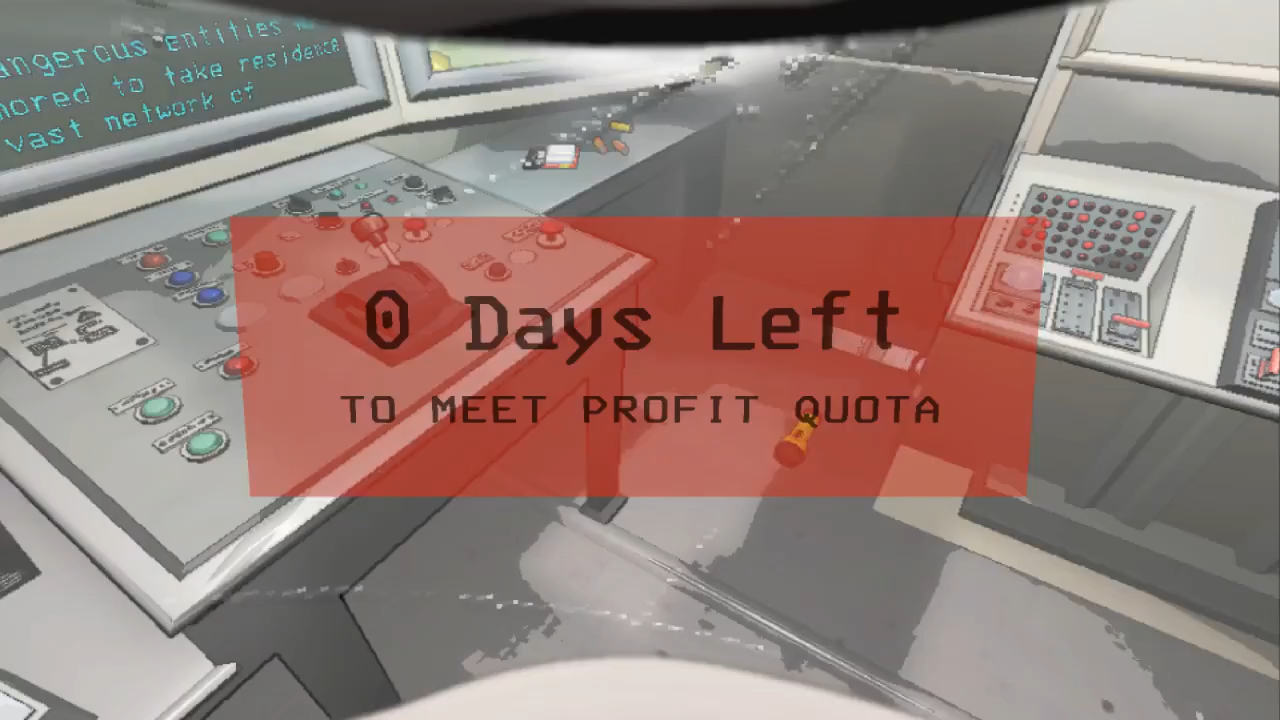 angerous entities
mored to take residence
vast network of
0 Days Left
TO MEET PROFIT QUOTA